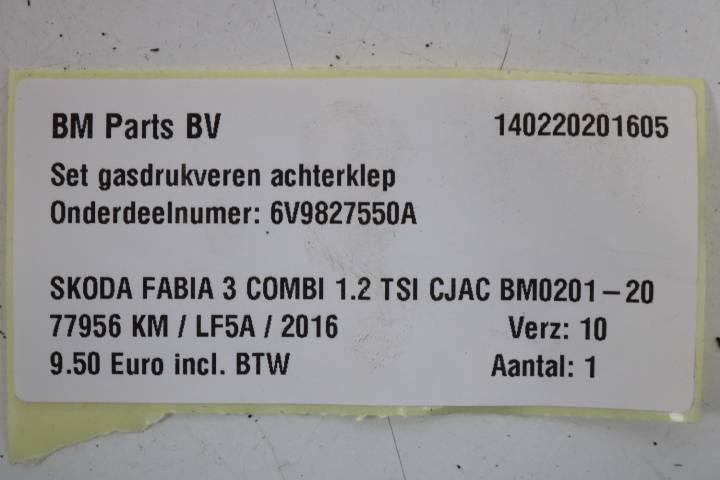 BM Parts BV 140220201605
Set gasdrukveren achterklep
Onderdeelnumer: 6V9827550A
SKODA FABIA 3 COMBI 1.2 TSI CJAC BM0201-20
77956 KM / LF5A / 2016 Verz: 10
9.50 Euro incl. BTW Aantal: 1